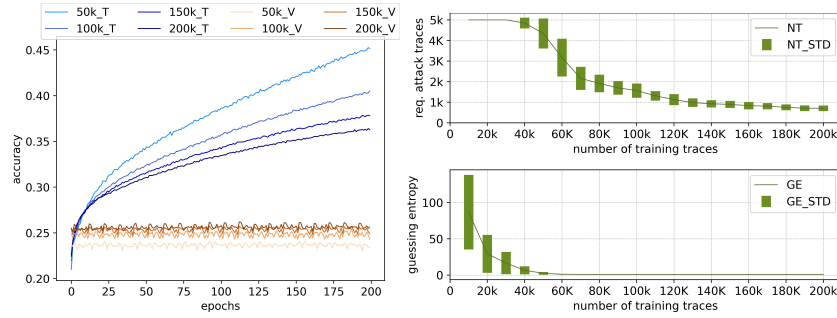 50k_T 150k_T 50k_V 150k_V
100k_T 200k_T 100k_V 200k_V
0.45
0.40
0.35
0.30
0.25
0.20
accuracy
0 25 50 75 100 125 150 175 200
epochs
5k
4K
3K
2K
1k
0
req. attack traces
NT
NT_STD
0 20K 40K 60K 80K 100K 120K 140K 160K 180K 200k
number of training traces
100
50
0
guessing entropy
GE
GE_STD
0 20K 40K 60K 80K 100K 120K 140K 160K 180K 200k
number of training traces